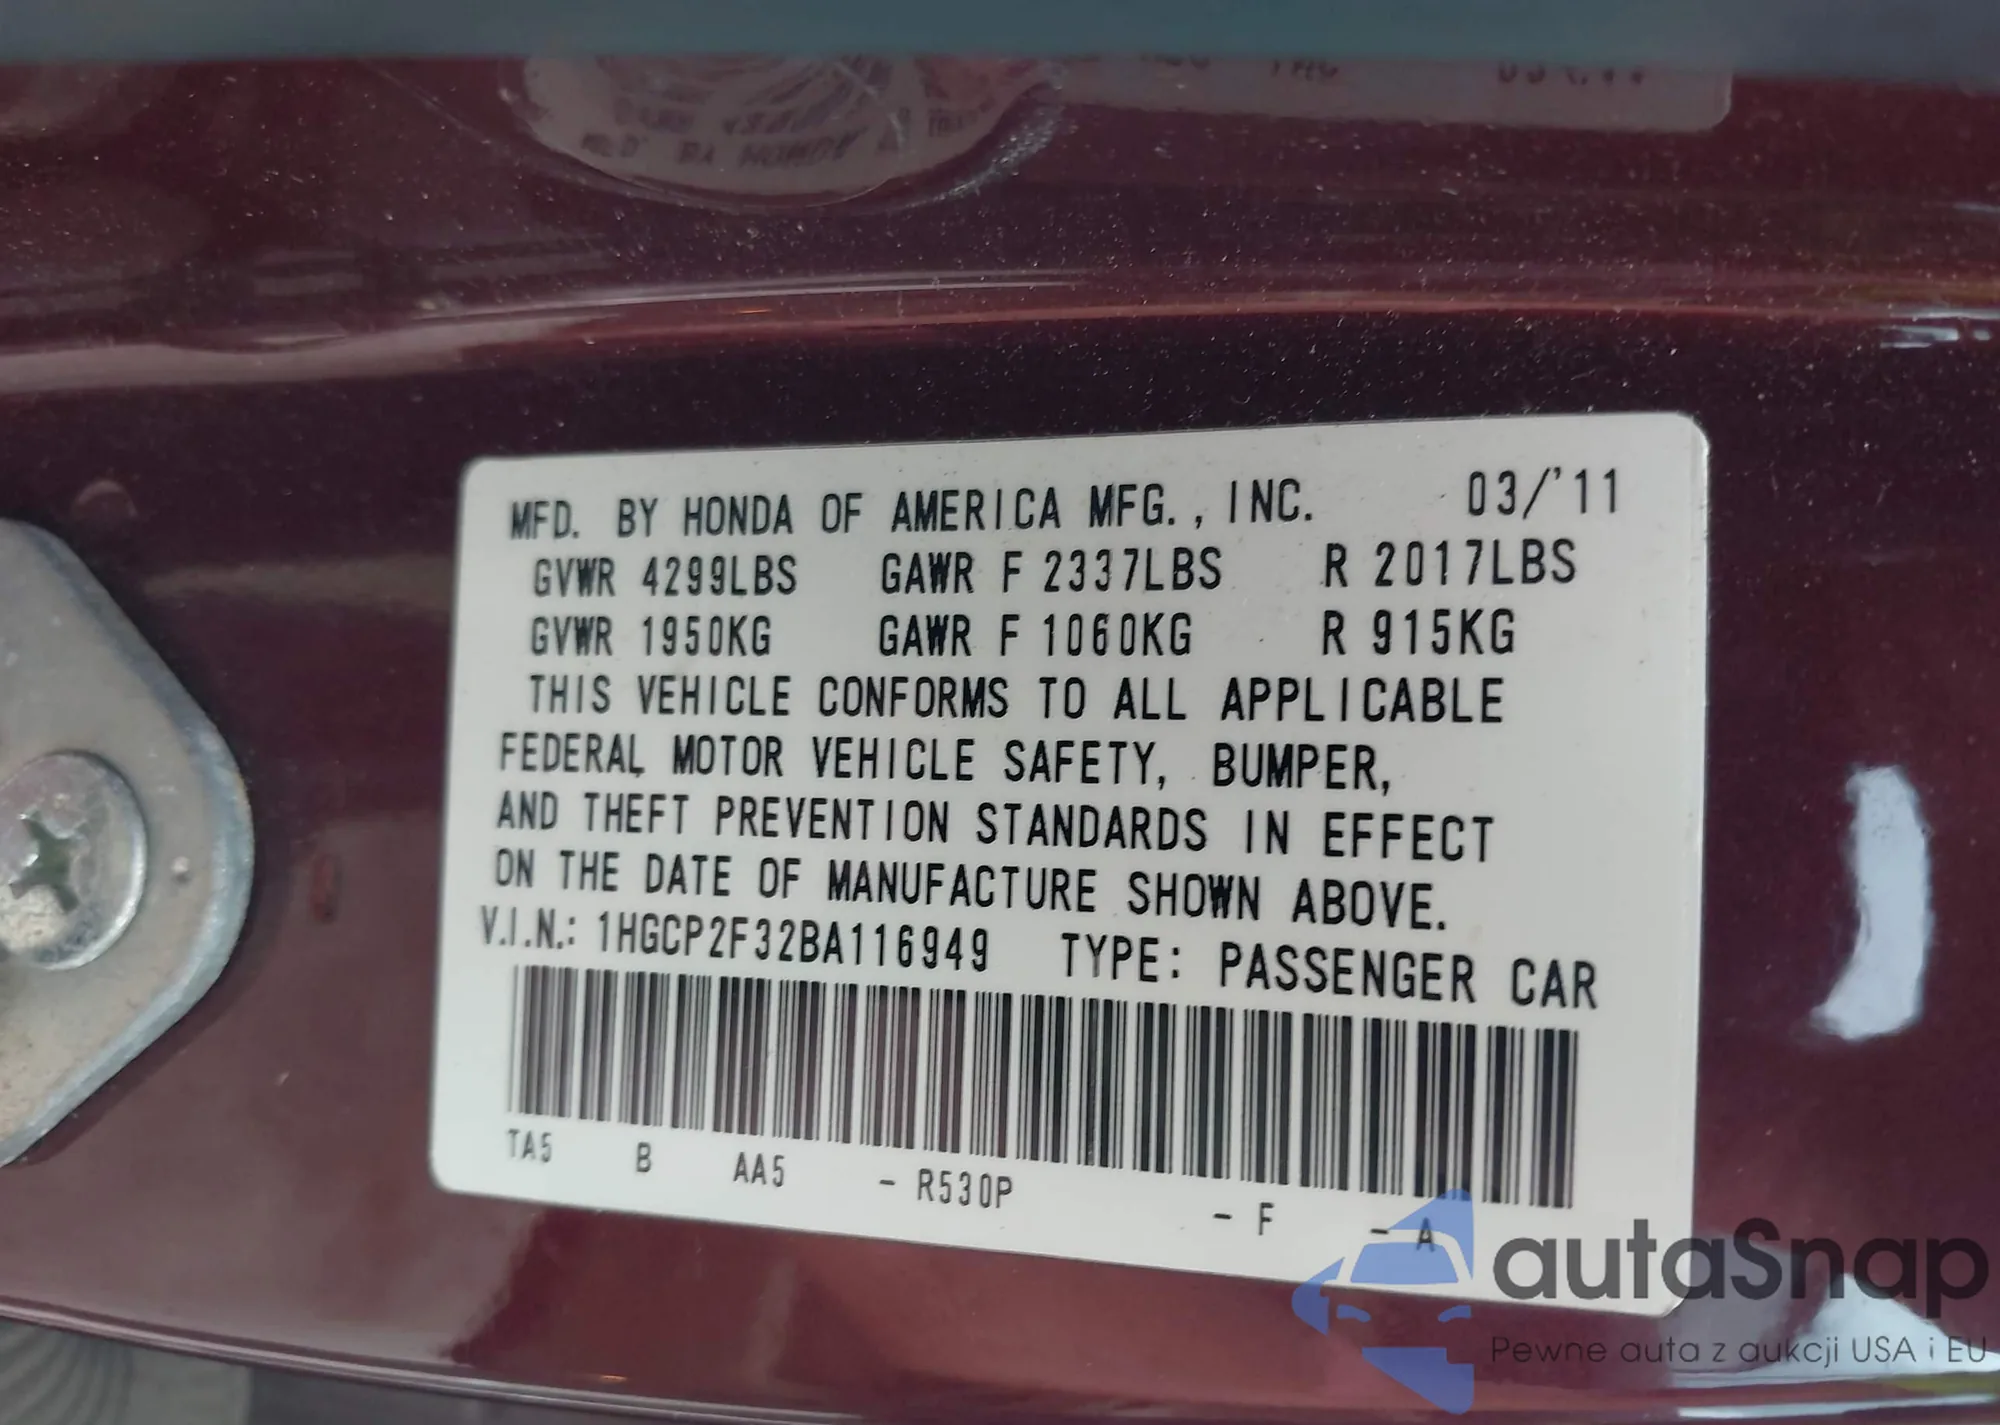 MFD. BY HONDA OF AMERICA MFG., INC. 03/'11
GVWR 4299LBS GAWR F 2337LBS R 2017LBS
GVWR 1950KG GAWR F 1060KG R 915KG
THIS VEHICLE CONFORMS TO ALL APPLICABLE
FEDERAL MOTOR VEHICLE SAFETY, BUMPER,
AND THEFT PREVENTION STANDARDS IN EFFECT
ON THE DATE OF MANUFACTURE SHOWN ABOVE.
V.I.N.: 1HGCP2F32BA116949 TYPE: PASSENGER CAR
TA5 B AA5 - R530P - F - A
autaSnap
Pewne auta z aukcji USA i EU